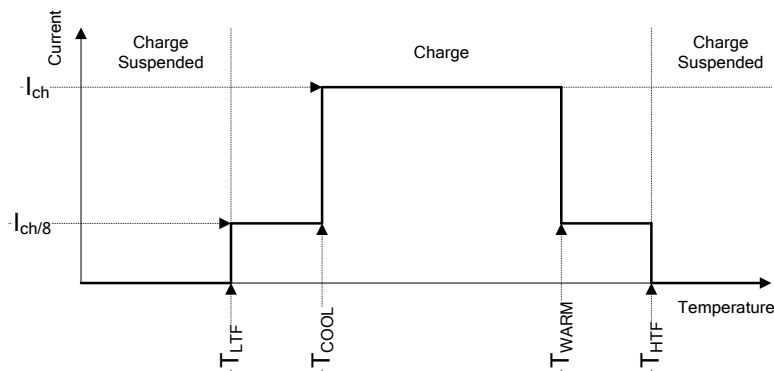 Current
Charge
Suspended
Charge
Charge
Suspended
Ich
Ich/8
Temperature
TLTF
TCOOL
TWARM
THTF